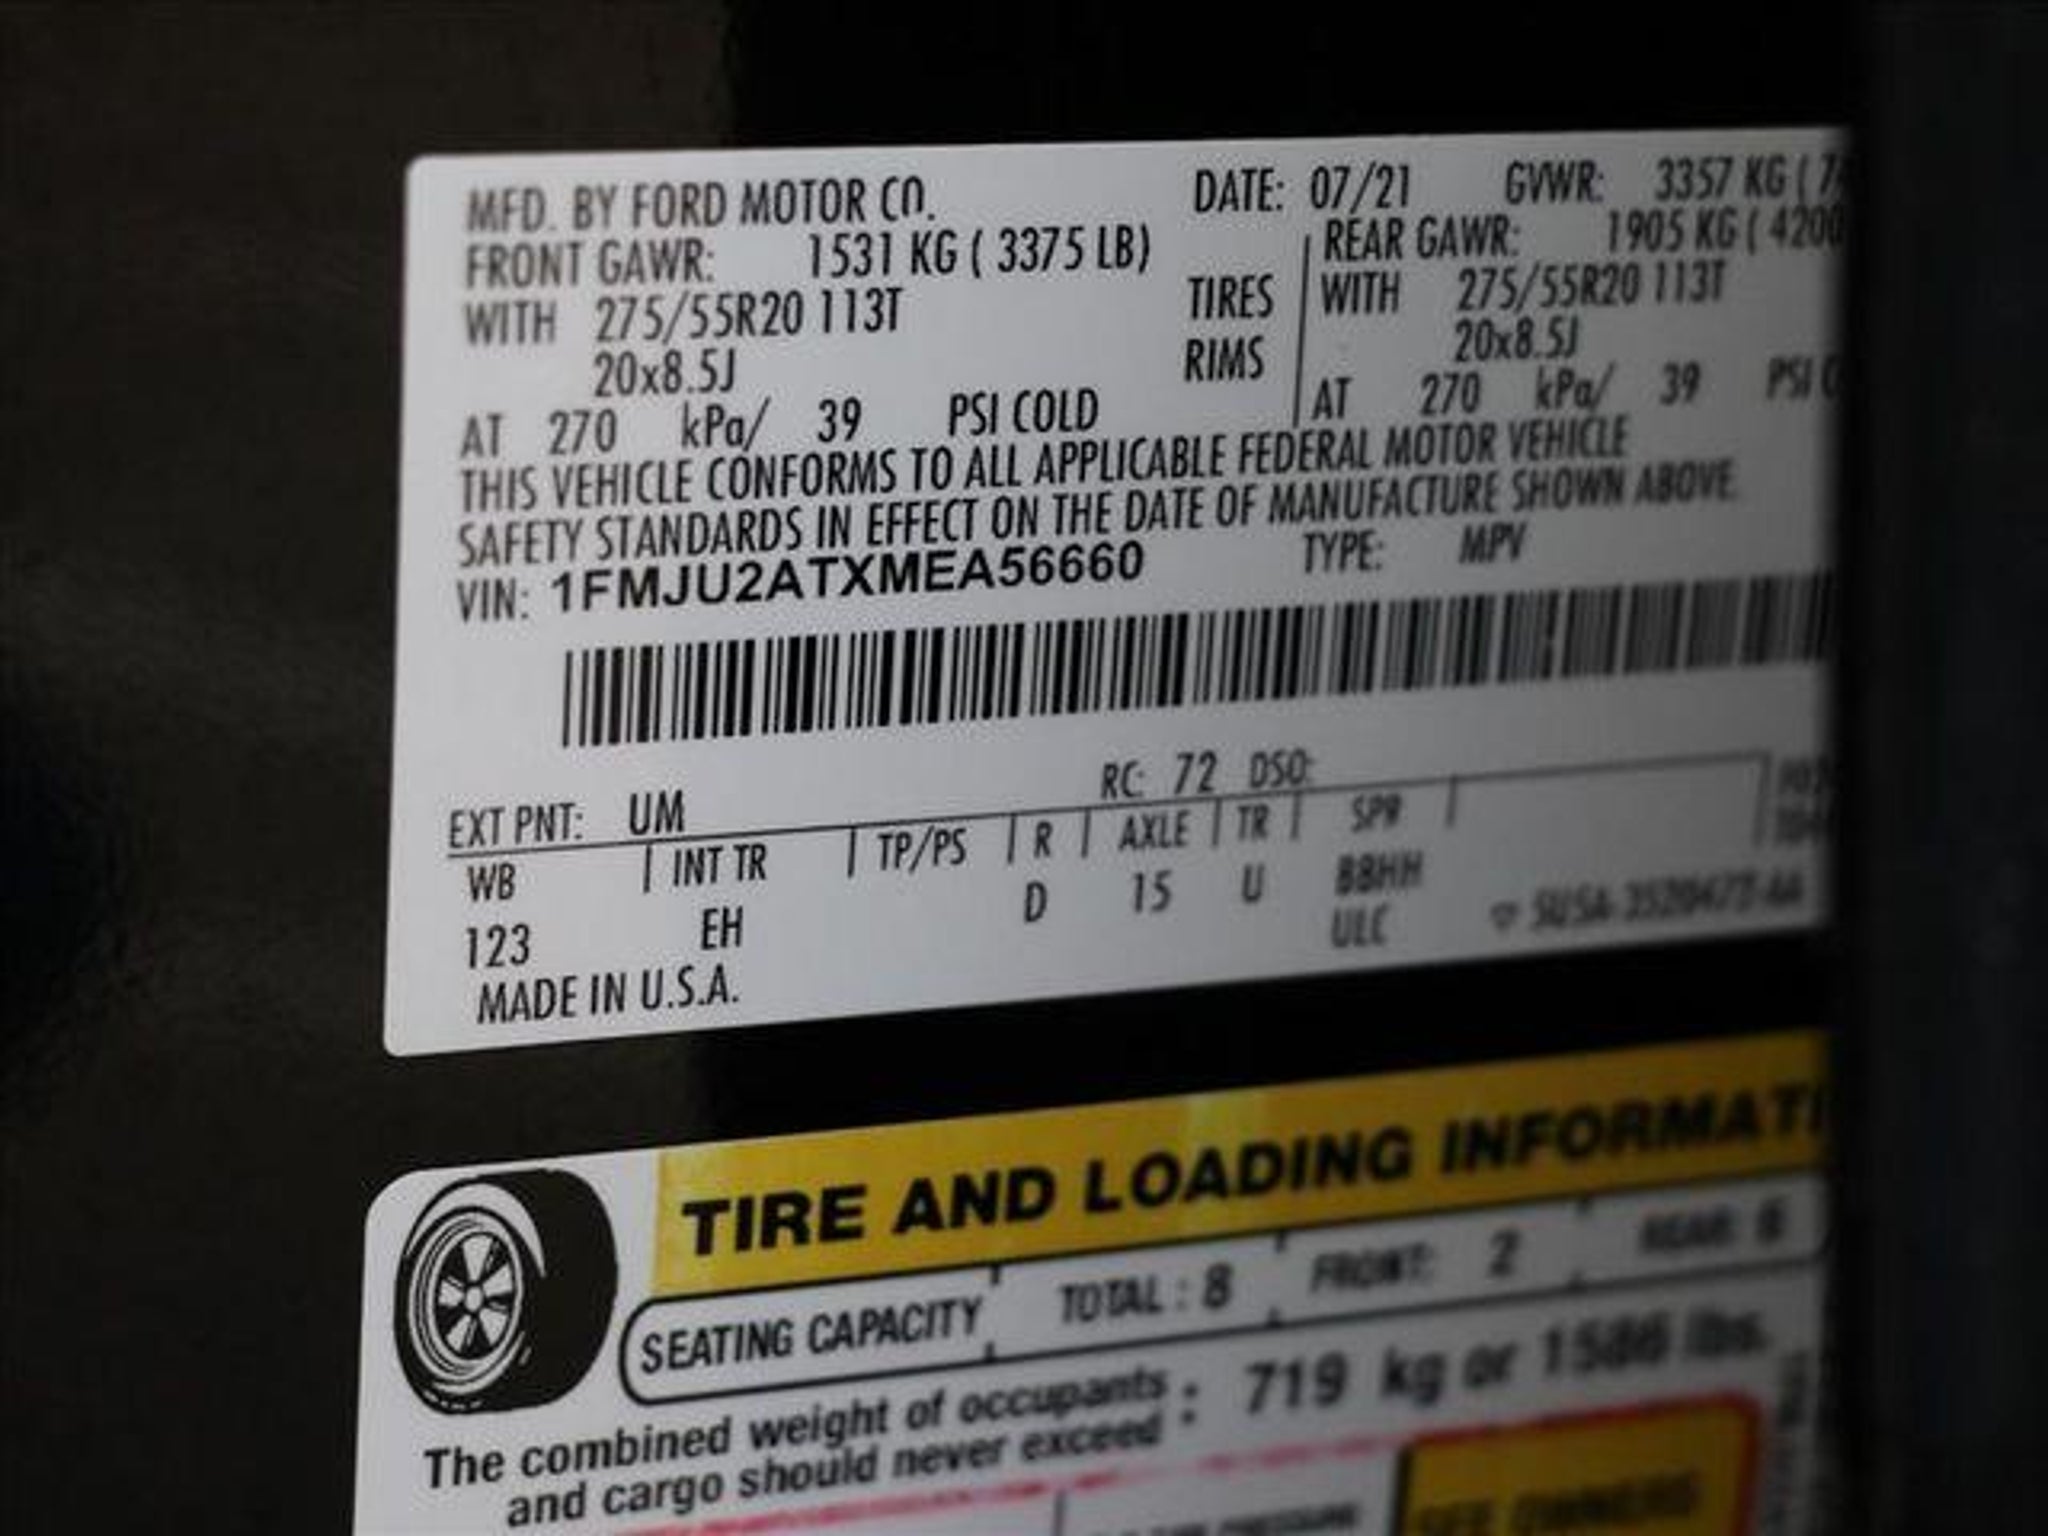 MFD. BY FORD MOTOR CO. DATE: 07/21 GVWR: 3357 KG ( 7
FRONT GAWR: 1531 KG ( 3375 LB) REAR GAWR: 1905 KG ( 4200
WITH 275/55R20 113T TIRES WITH 275/55R20 113T
20x8.5J RIMS 20x8.5J
AT 270 kPa/ 39 PSI COLD AT 270 kPa/ 39 PSI C
THIS VEHICLE CONFORMS TO ALL APPLICABLE FEDERAL MOTOR VEHICLE
SAFETY STANDARDS IN EFFECT ON THE DATE OF MANUFACTURE SHOWN ABOVE.
VIN: 1FMJU2ATXMEA56660 TYPE: MPV
EXT PNT: UM RC: 72 DSO:
WB INT TR TP/PS R AXLE TR SPR
123 EH D 15 U BBHH
ULC
MADE IN U.S.A.
TIRE AND LOADING INFORMATI
SEATING CAPACITY TOTAL : 8 FRONT: 2 REAR: 6
The combined weight of occupants
and cargo should never exceed : 719 kg or 1586 lbs.
SEE OWNERS